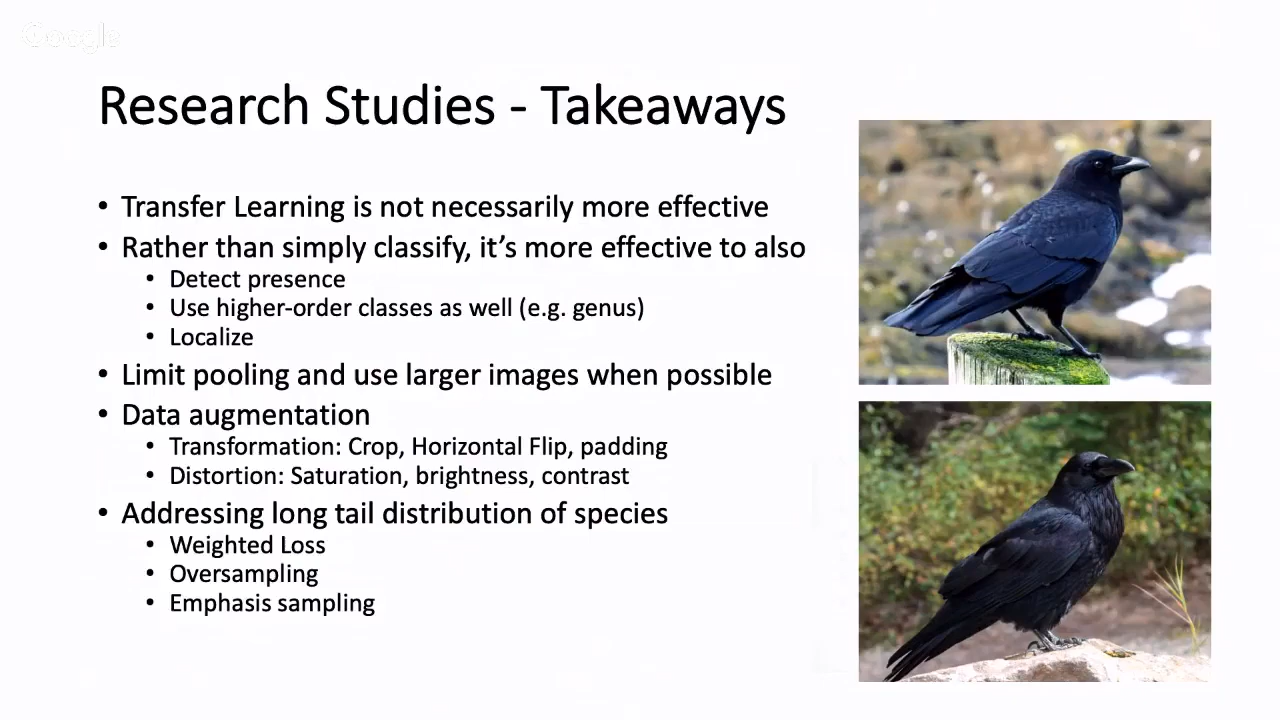 Google
Research Studies - Takeaways
• Transfer Learning is not necessarily more effective
• Rather than simply classify, it’s more effective to also
• Detect presence
• Use higher-order classes as well (e.g. genus)
• Localize
• Limit pooling and use larger images when possible
• Data augmentation
• Transformation: Crop, Horizontal Flip, padding
• Distortion: Saturation, brightness, contrast
• Addressing long tail distribution of species
• Weighted Loss
• Oversampling
• Emphasis sampling